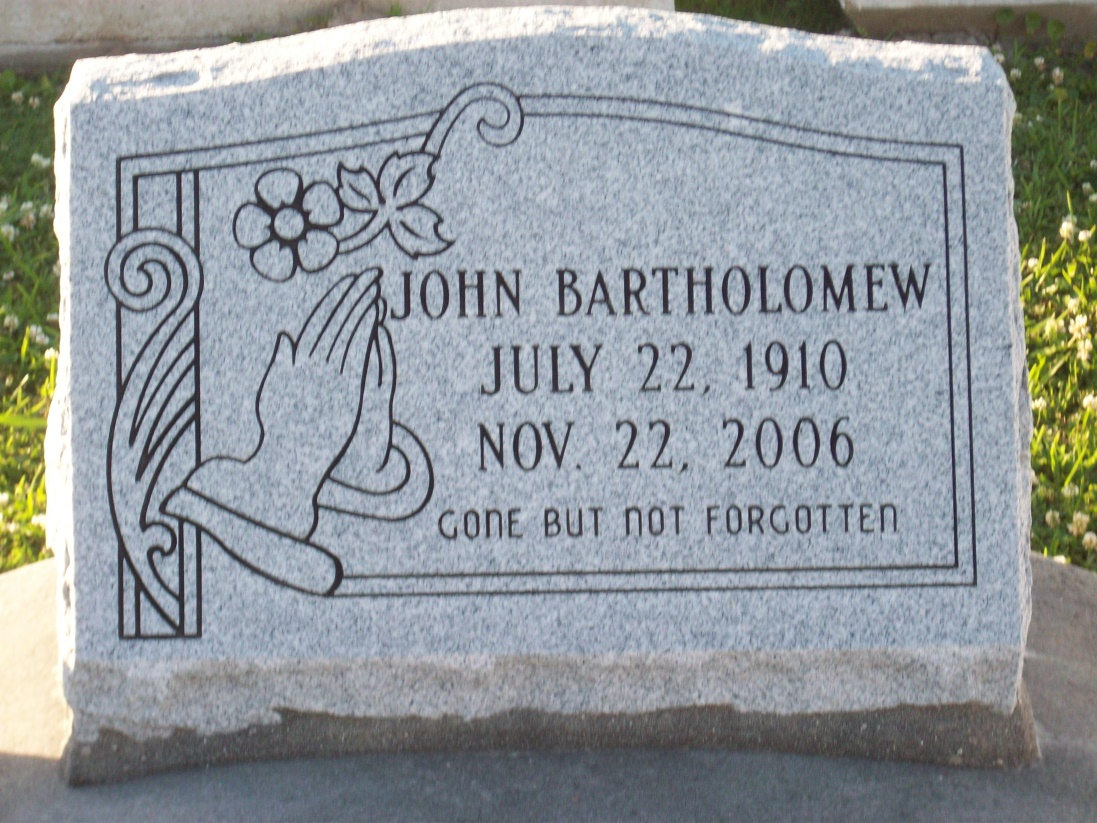 JOHN BARTHOLOMEW
JULY 22, 1910
NOV. 22, 2006
GONE BUT NOT FORGOTTEN